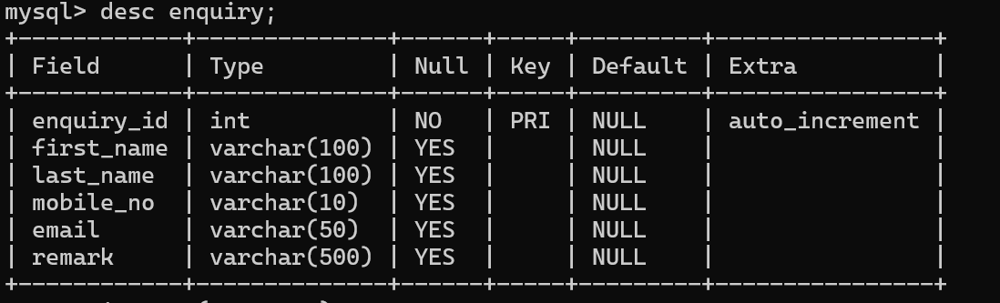 mysql> desc enquiry;
+------------+--------------+------+-----+---------+----------------+
| Field      | Type         | Null | Key | Default | Extra          |
+------------+--------------+------+-----+---------+----------------+
| enquiry_id | int          | NO   | PRI | NULL    | auto_increment |
| first_name | varchar(100) | YES  |     | NULL    |                |
| last_name  | varchar(100) | YES  |     | NULL    |                |
| mobile_no  | varchar(10)  | YES  |     | NULL    |                |
| email      | varchar(50)  | YES  |     | NULL    |                |
| remark     | varchar(500) | YES  |     | NULL    |                |
+------------+--------------+------+-----+---------+----------------+